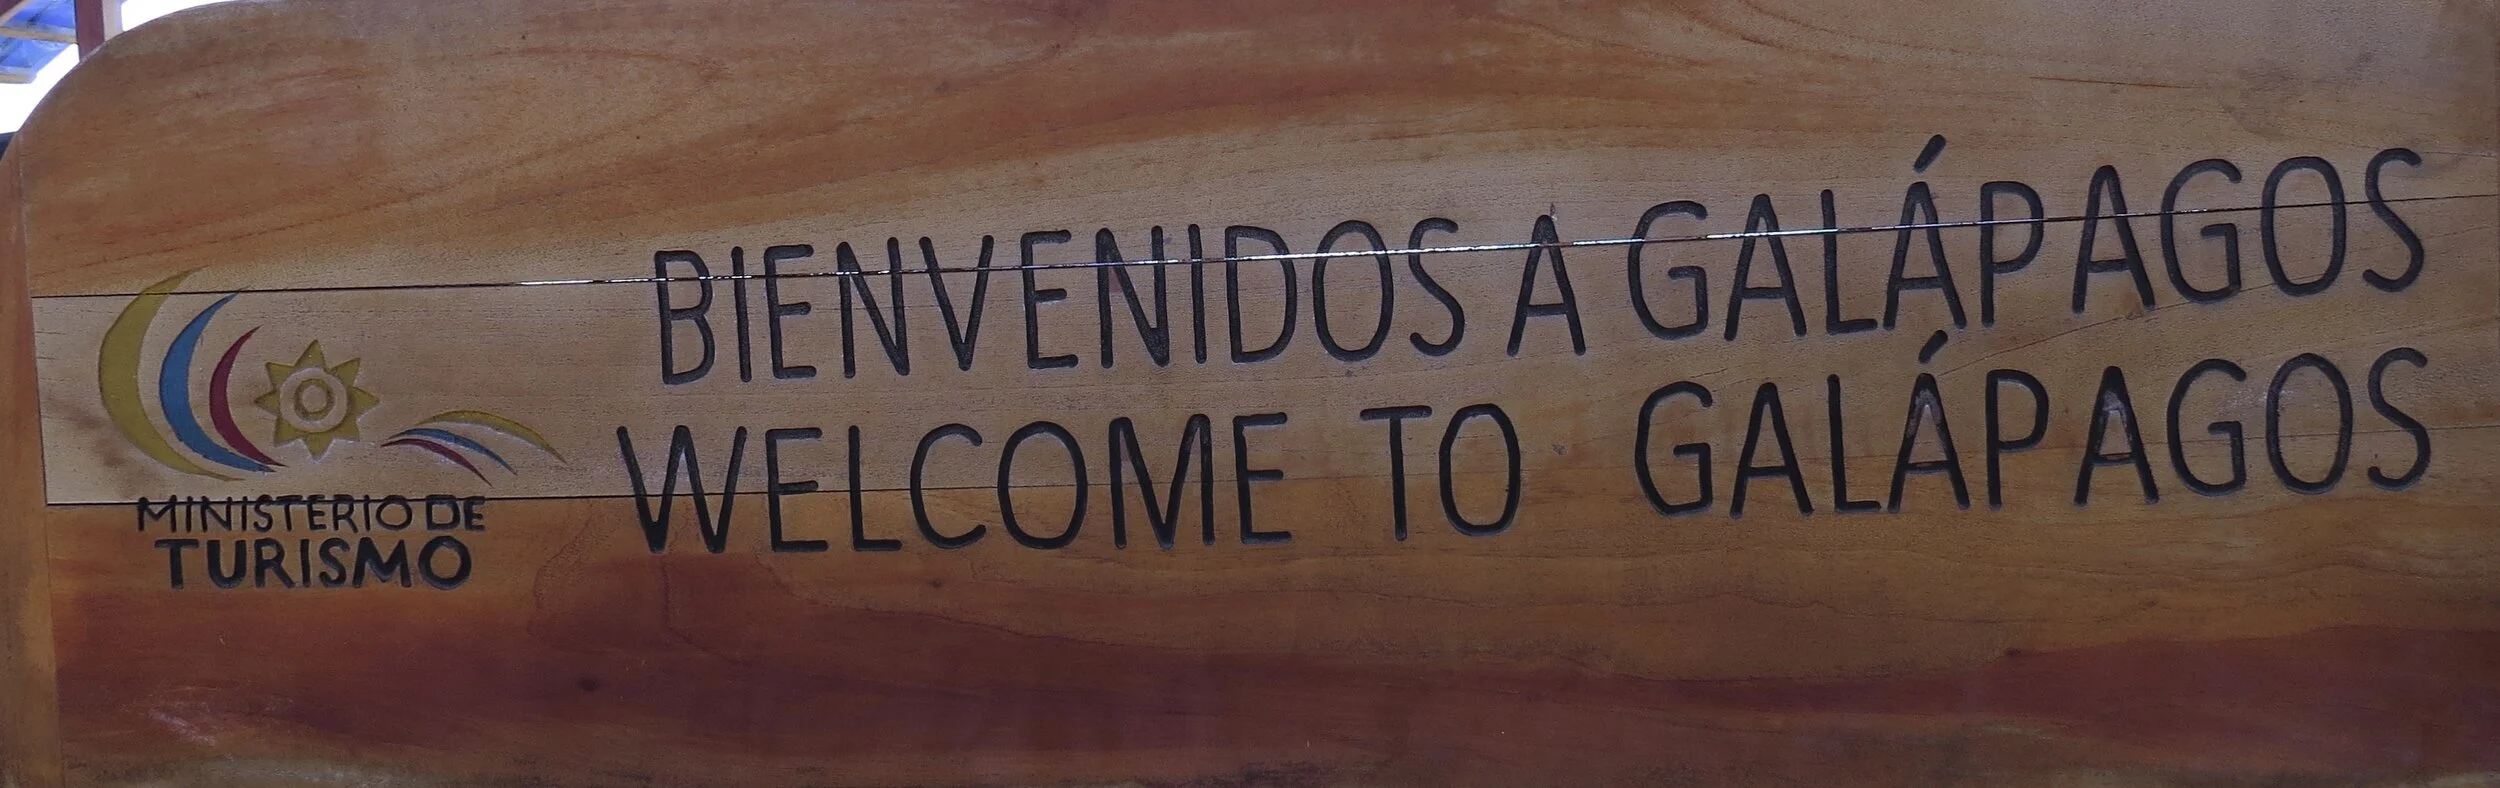 BIENVENIDOS A GALÁPAGOS
WELCOME TO GALÁPAGOS
MINISTERIO DE
TURISMO